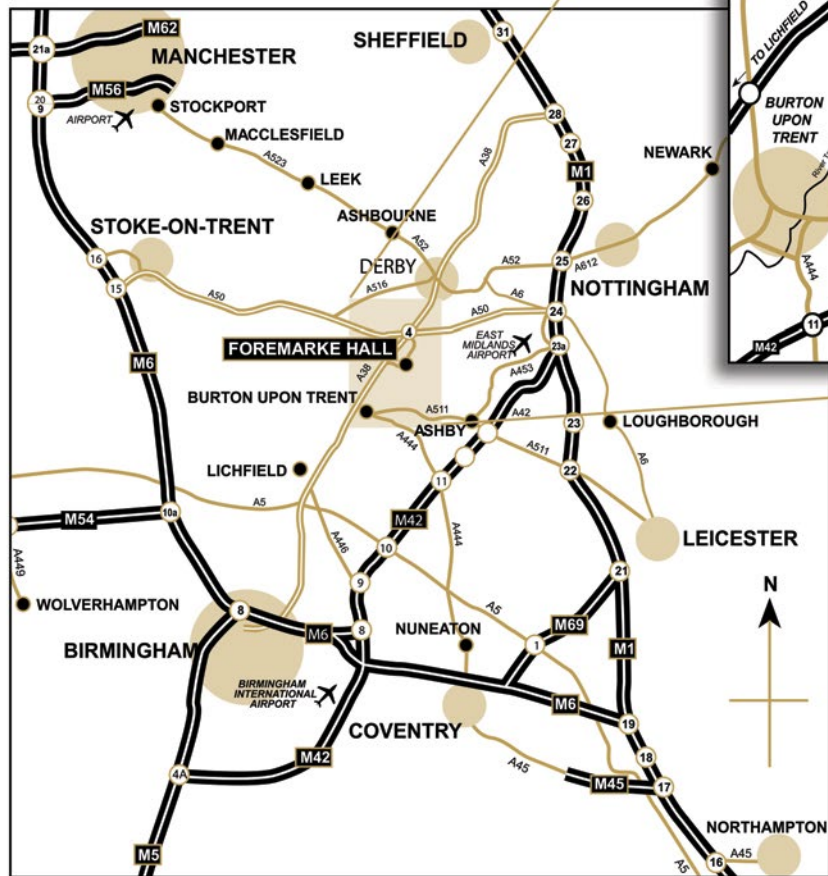 M62
21a
MANCHESTER
SHEFFIELD
31
M56
20
9
AIRPORT
STOCKPORT
MACCLESFIELD
A523
LEEK
28
27
A38
M1
NEWARK
26
ASHBOURNE
STOKE-ON-TRENT
A52
16
15
DERBY
A52
25
A612
NOTTINGHAM
A516
A6
A50
A50
24
4
FOREMARKE HALL
EAST
MIDLANDS
AIRPORT
23a
M6
A38
A453
BURTON UPON TRENT
A511
A42
ASHBY
23
LOUGHBOROUGH
A444
A511
A6
LICHFIELD
11
22
A5
M54
10a
M42
A444
LEICESTER
A446
10
A449
9
21
WOLVERHAMPTON
8
M6
8
A5
M69
NUNEATON
1
M1
N
BIRMINGHAM
BIRMINGHAM
INTERNATIONAL
AIRPORT
M6
19
COVENTRY
M42
18
4A
A45
M45
17
NORTHAMPTON
M5
A5
16
A45
TO LICHFIELD
BURTON
UPON
TRENT
River
A444
11
M42